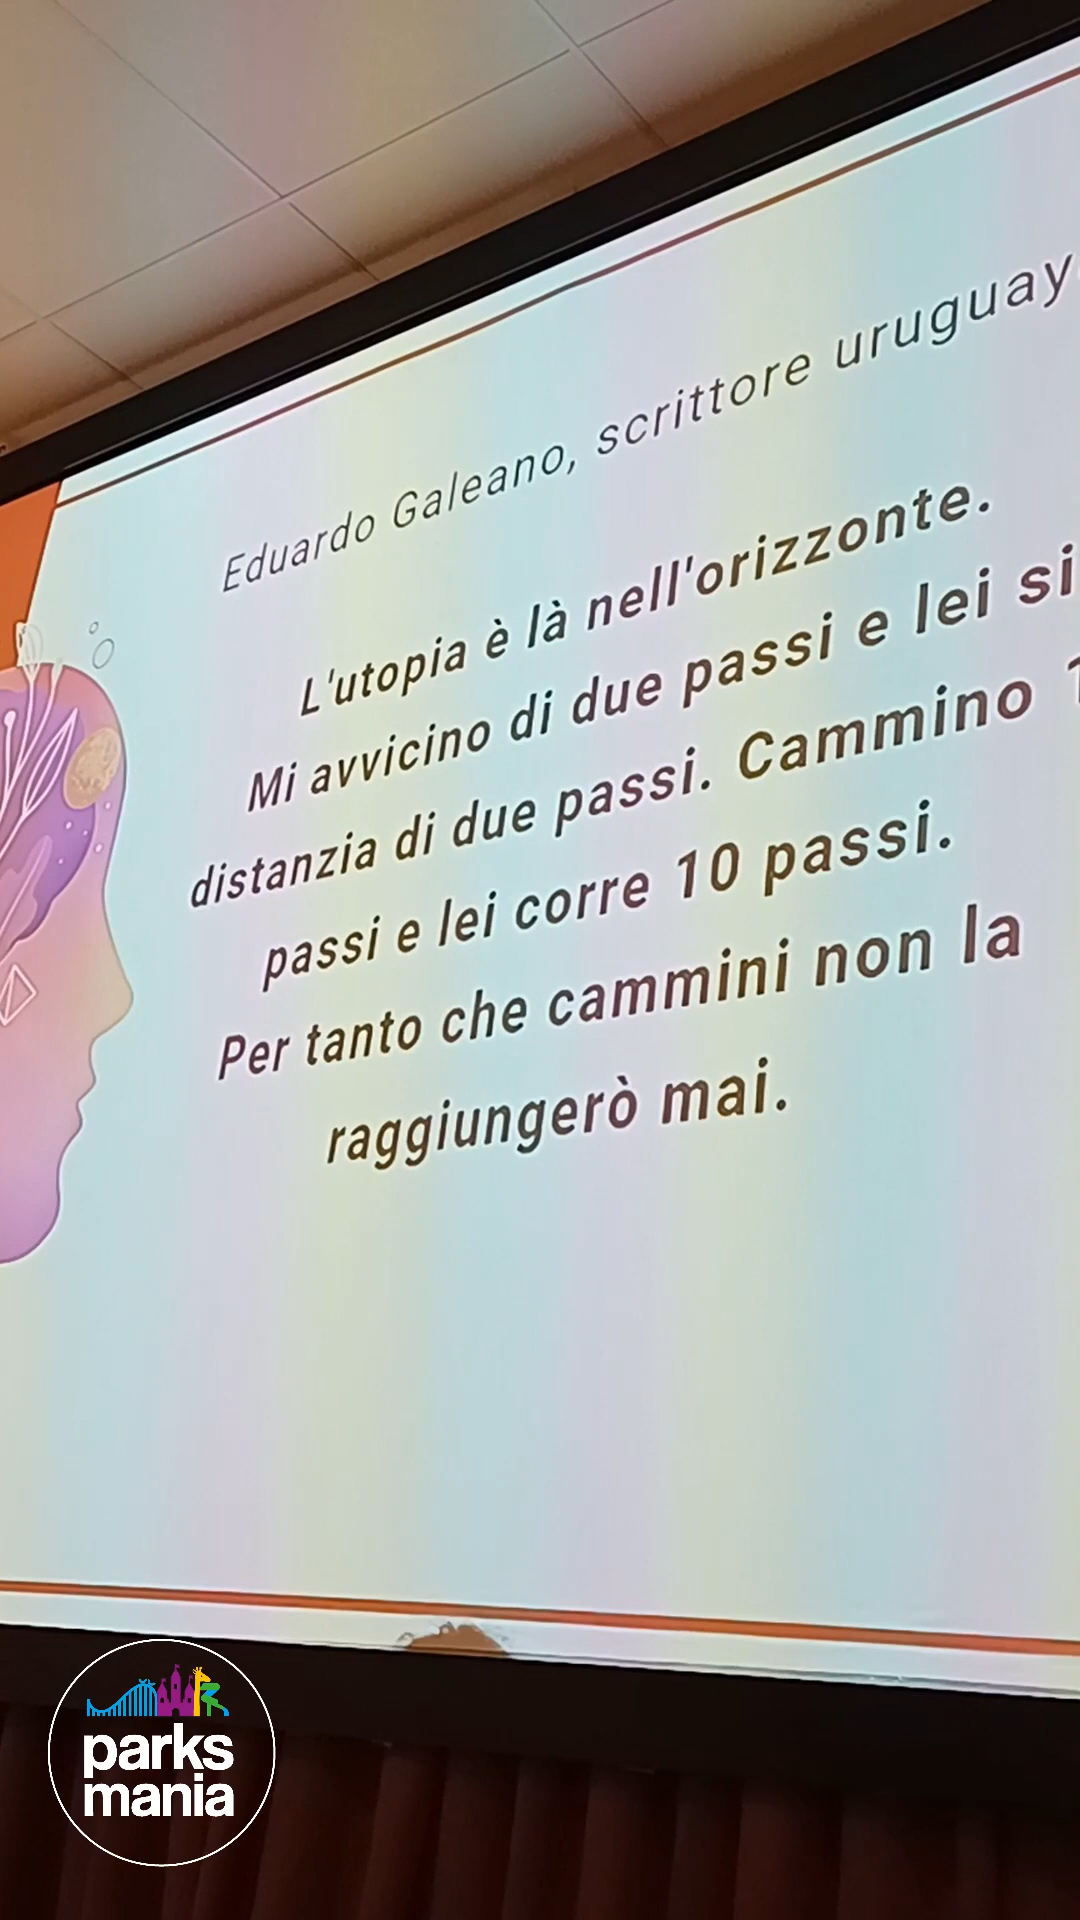 Eduardo Galeano, scrittore uruguay
L'utopia è là nell'orizzonte.
Mi avvicino di due passi e lei si
distanzia di due passi. Cammino 1
passi e lei corre 10 passi.
Per tanto che cammini non la
raggiungerò mai.
parks
mania